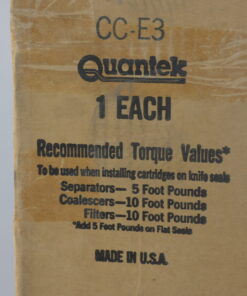 CC-E3
Quantek
1 EACH
Recommended Torque Values*
To be used when installing cartridges on knife seals
Separators— 5 Foot Pounds
Coalescers—10 Foot Pounds
Filters—10 Foot Pounds
*Add 5 Foot Pounds on Flat Seals
MADE IN U.S.A.